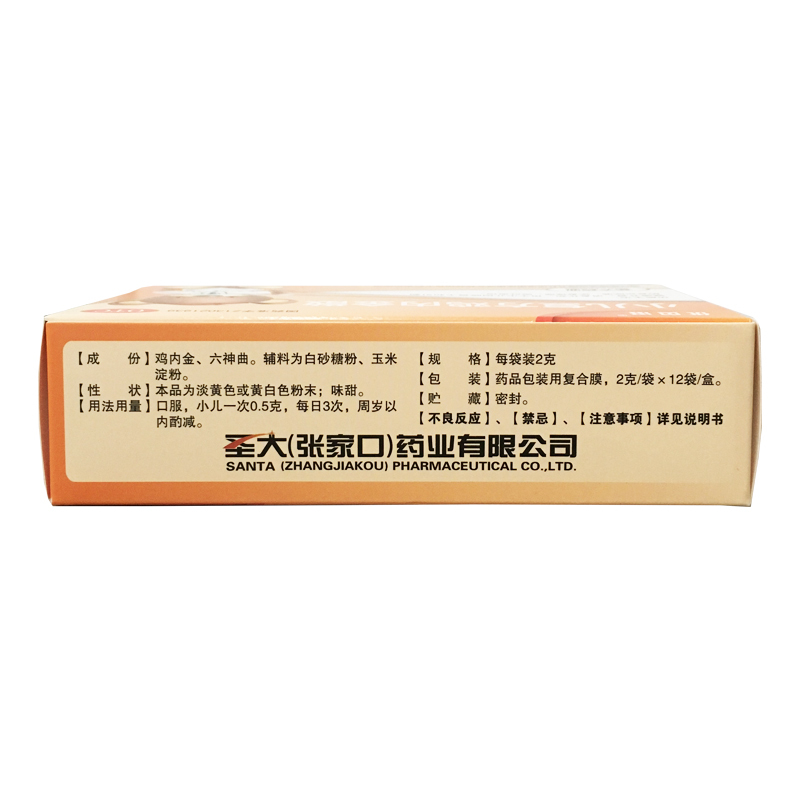 【成 份】鸡内金、六神曲。辅料为白砂糖粉、玉米
淀粉。
【性 状】本品为淡黄色或黄白色粉末；味甜。
【用法用量】口服，小儿一次0.5克，每日3次，周岁以
内酌减。
【规 格】每袋装2克
【包 装】药品包装用复合膜，2克/袋×12袋/盒。
【贮 藏】密封。
【不良反应】、【禁忌】、【注意事项】详见说明书
圣大(张家口)药业有限公司
SANTA (ZHANGJIAKOU) PHARMACEUTICAL CO.,LTD.